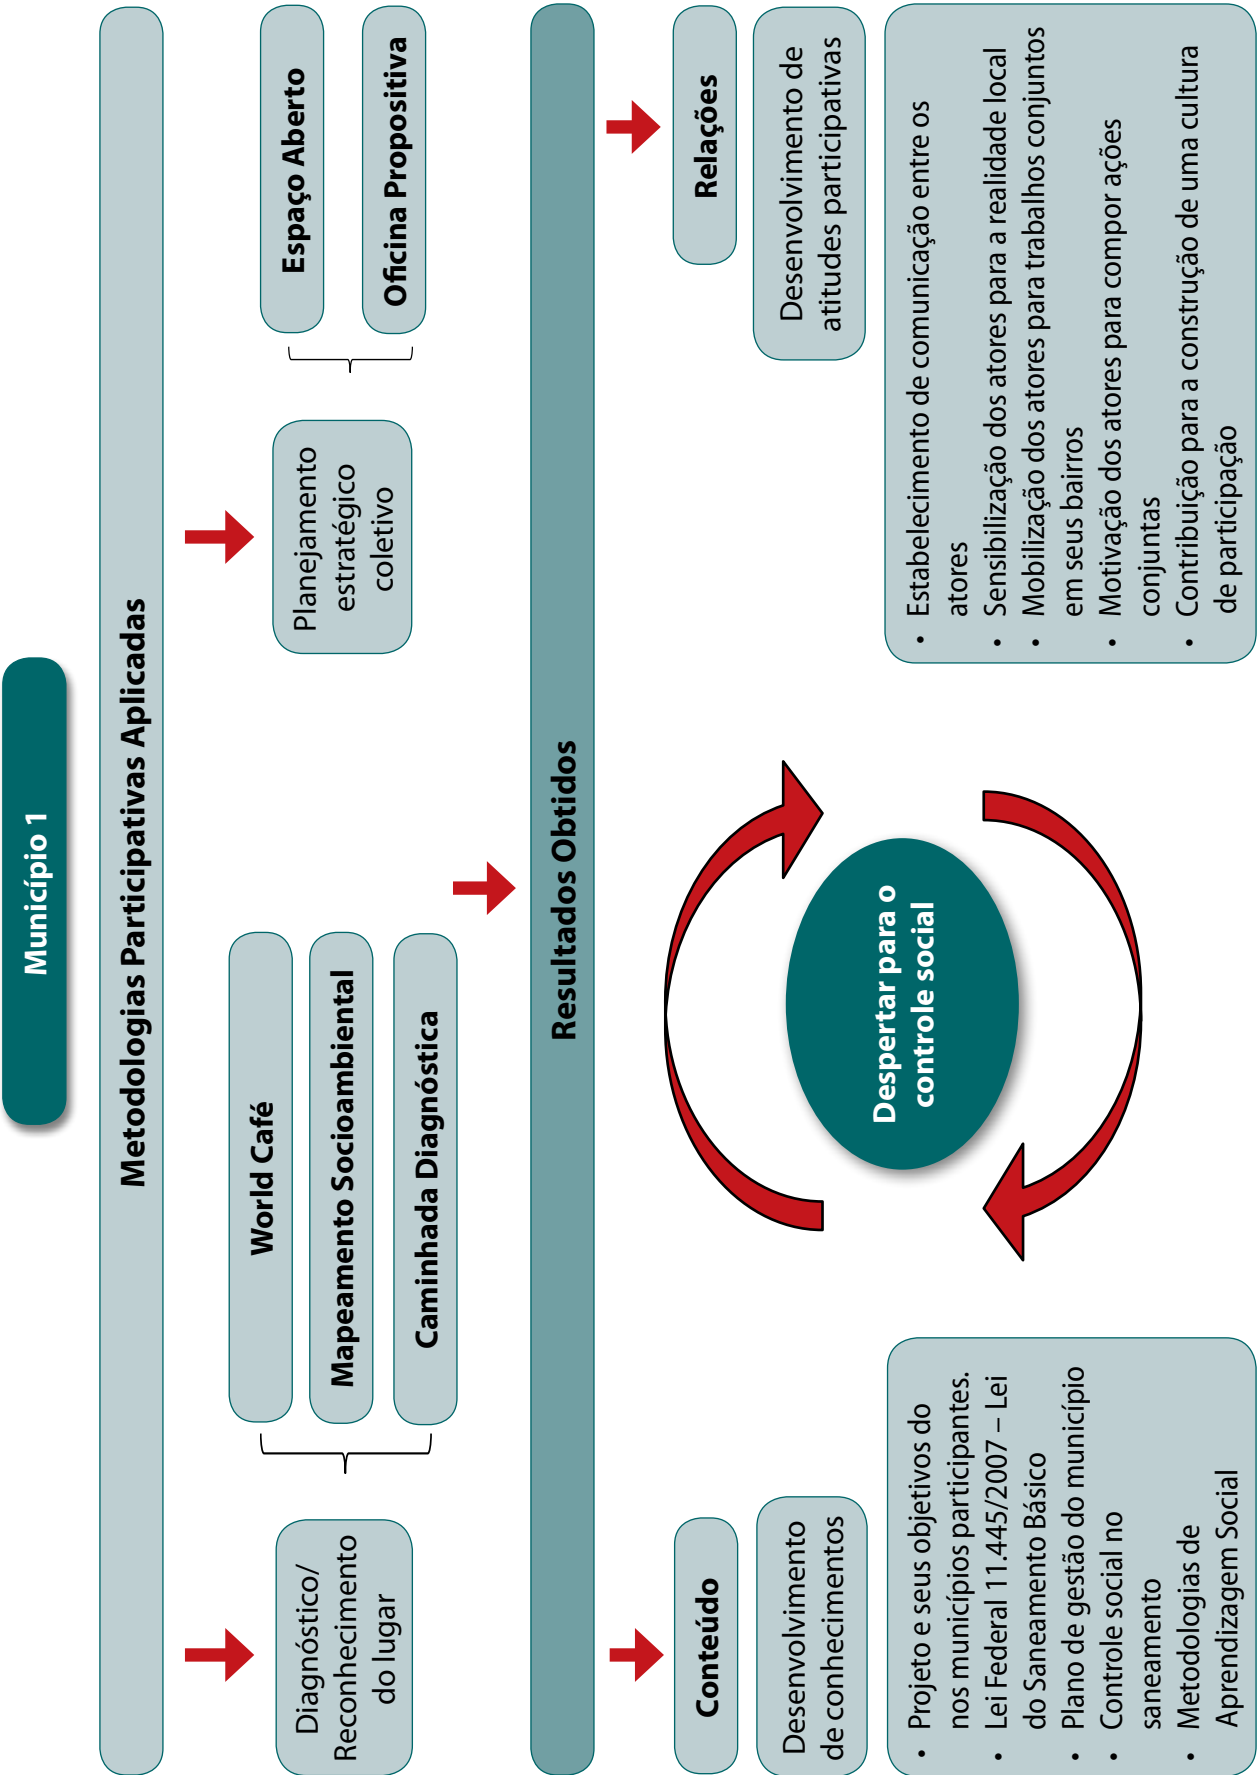 Município 1
Metodologias Participativas Aplicadas
Diagnóstico/
Reconhecimento
do lugar
World Café
Mapeamento Socioambiental
Caminhada Diagnóstica
Planejamento
estratégico
coletivo
Espaço Aberto
Oficina Propositiva
Resultados Obtidos
Conteúdo
Desenvolvimento
de conhecimentos
• Projeto e seus objetivos do
nos municípios participantes.
• Lei Federal 11.445/2007 – Lei
do Saneamento Básico
• Plano de gestão do município
• Controle social no
saneamento
• Metodologias de
Aprendizagem Social
Despertar para o
controle social
Relações
Desenvolvimento de
atitudes participativas
• Estabelecimento de comunicação entre os
atores
• Sensibilização dos atores para a realidade local
• Mobilização dos atores para trabalhos conjuntos
em seus bairros
• Motivação dos atores para compor ações
conjuntas
• Contribuição para a construção de uma cultura
de participação